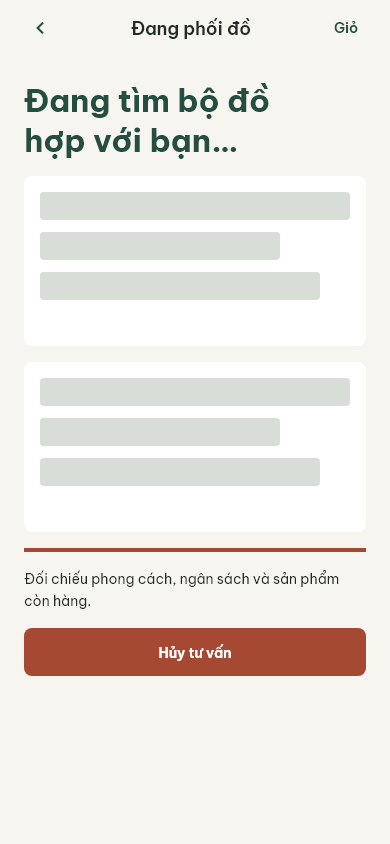 Đang phối đồ
Giỏ
Đang tìm bộ đồ
hợp với bạn...
Đối chiếu phong cách, ngân sách và sản phẩm
còn hàng.
Hủy tư vấn